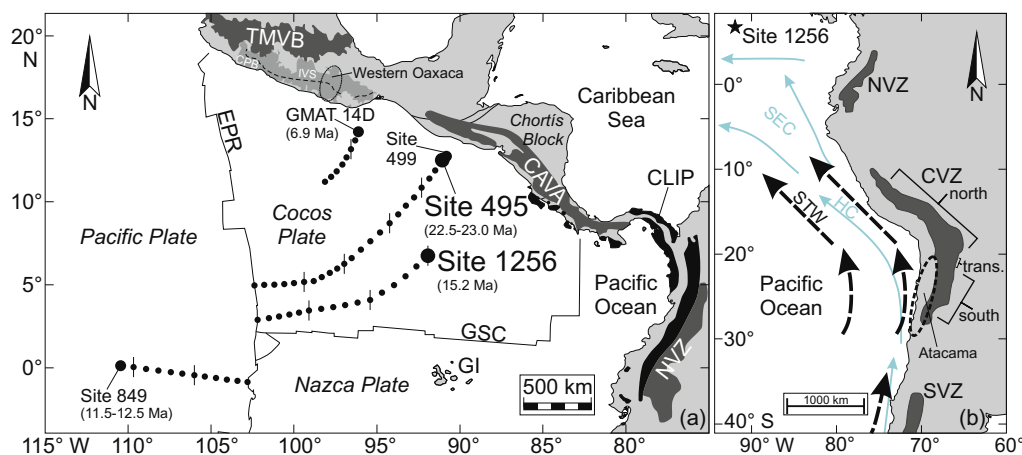 20°
N
15°
10°
5°
0°
115°
W
105°
100°
95°
90°
85°
80°
TMVB
CPB
IVS
Western Oaxaca
N
EPR
GMAT 14D
(6.9 Ma)
Site
499
Chortís
Block
Caribbean
Sea
CAVA
CLIP
Site 495
(22.5-23.0 Ma)
Cocos
Plate
Pacific Plate
Site 1256
(15.2 Ma)
Pacific
Ocean
GSC
NVZ
GI
Nazca Plate
Site 849
(11.5-12.5 Ma)
500 km
(a)
Site 1256
N
0°
10°
20°
30°
40° S
90°
80°
70°
60°
NVZ
SEC
CVZ
north
STW
HC
trans.
Pacific
Ocean
south
Atacama
1000 km
SVZ
(b)